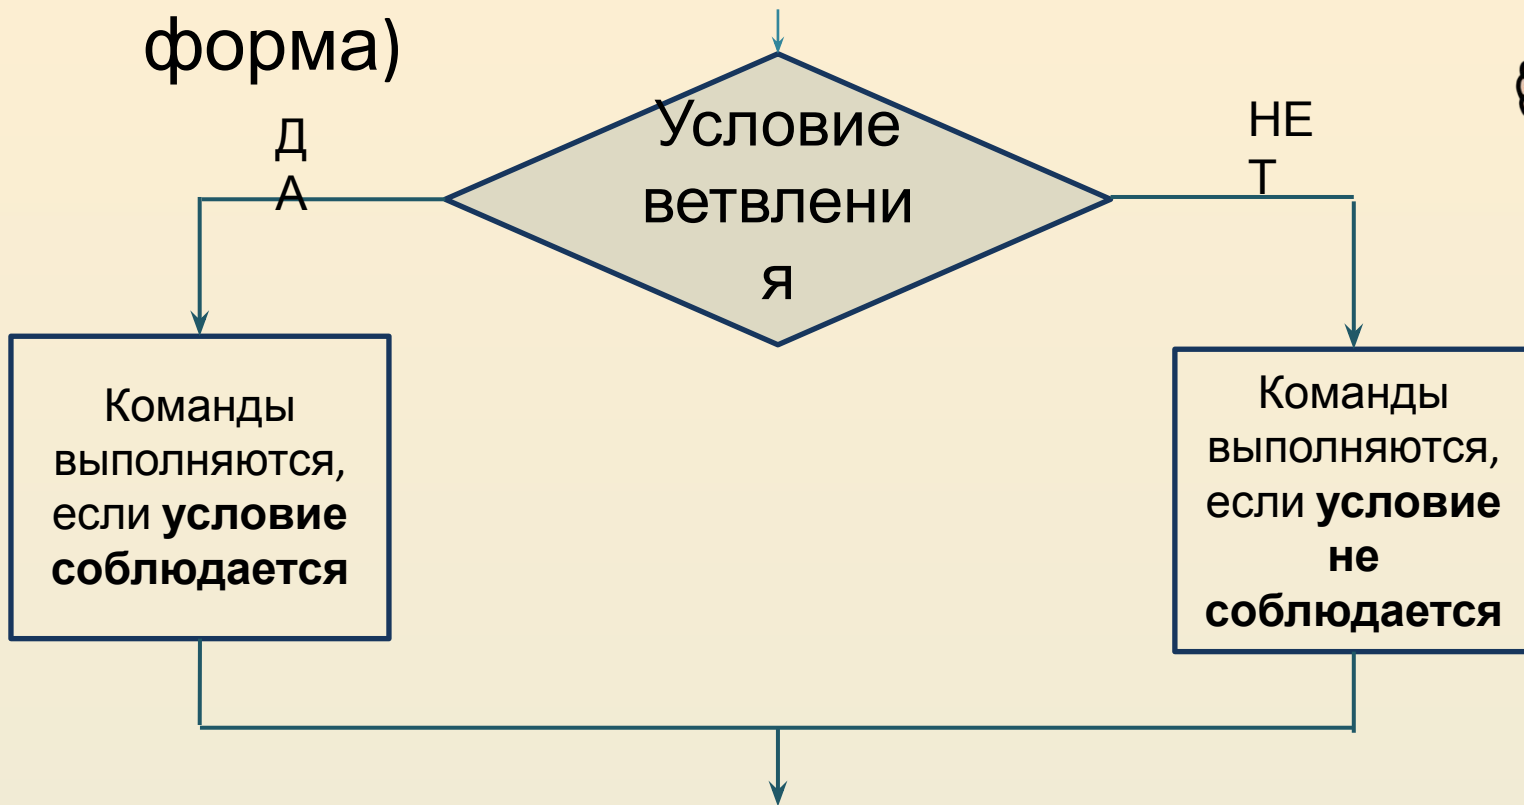 форма)
Д
А
Условие
ветвлени
я
НЕ
Т
Команды
выполняются,
если условие
соблюдается
Команды
выполняются,
если условие
не
соблюдается